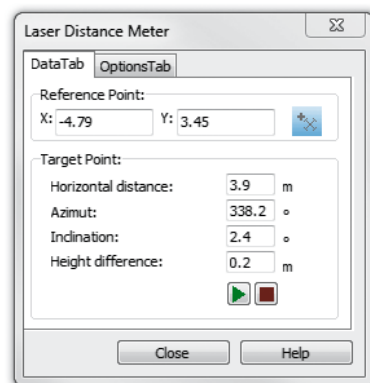 Laser Distance Meter
DataTab OptionsTab
Reference Point:
X: -4.79 Y: 3.45
Target Point:
Horizontal distance: 3.9 m
Azimut: 338.2 °
Inclination: 2.4 °
Height difference: 0.2 m
Close Help